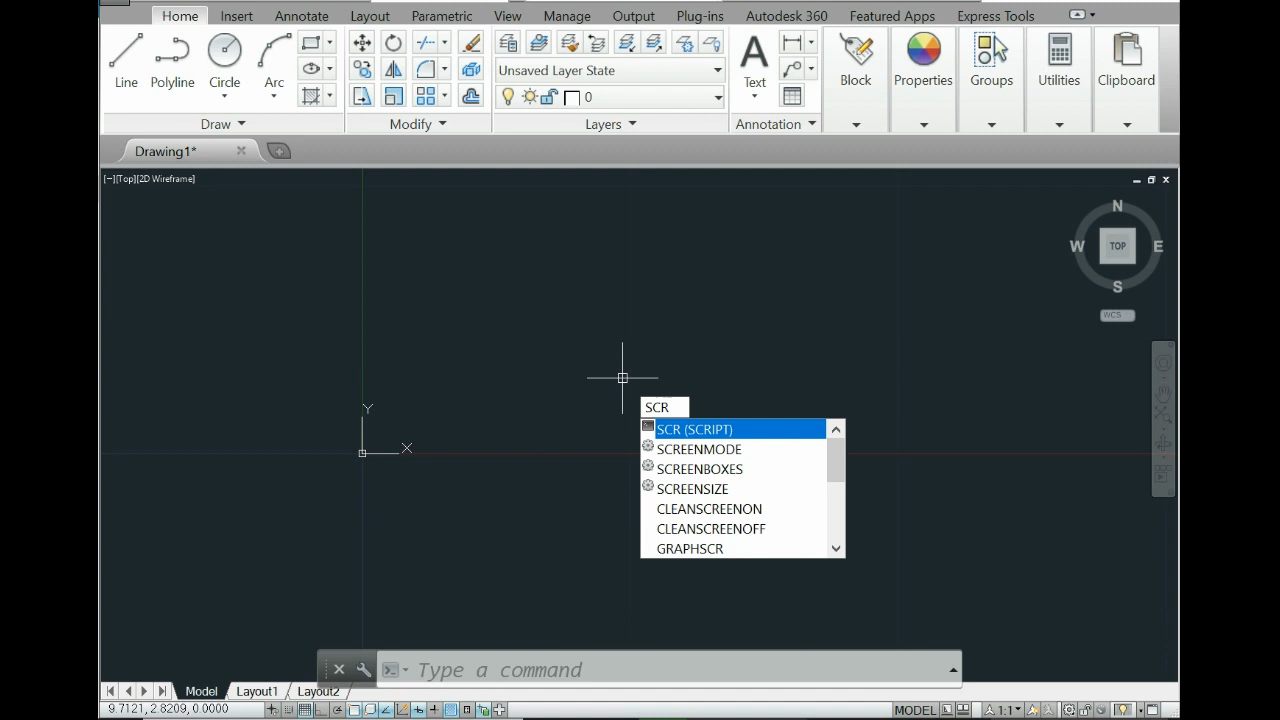 Home Insert Annotate Layout Parametric View Manage Output Plug-ins Autodesk 360 Featured Apps Express Tools
Line Polyline Circle Arc
Unsaved Layer State
0
Text
Block Properties Groups Utilities Clipboard
Draw Modify Layers Annotation
Drawing1*
[−][Top][2D Wireframe]
N
W TOP E
S
WCS
Y
X
SCR
SCR (SCRIPT)
SCREENMODE
SCREENBOXES
SCREENSIZE
CLEANSCREENON
CLEANSCREENOFF
GRAPHSCR
Type a command
Model Layout1 Layout2
9.7121, 2.8209, 0.0000 MODEL 1:1